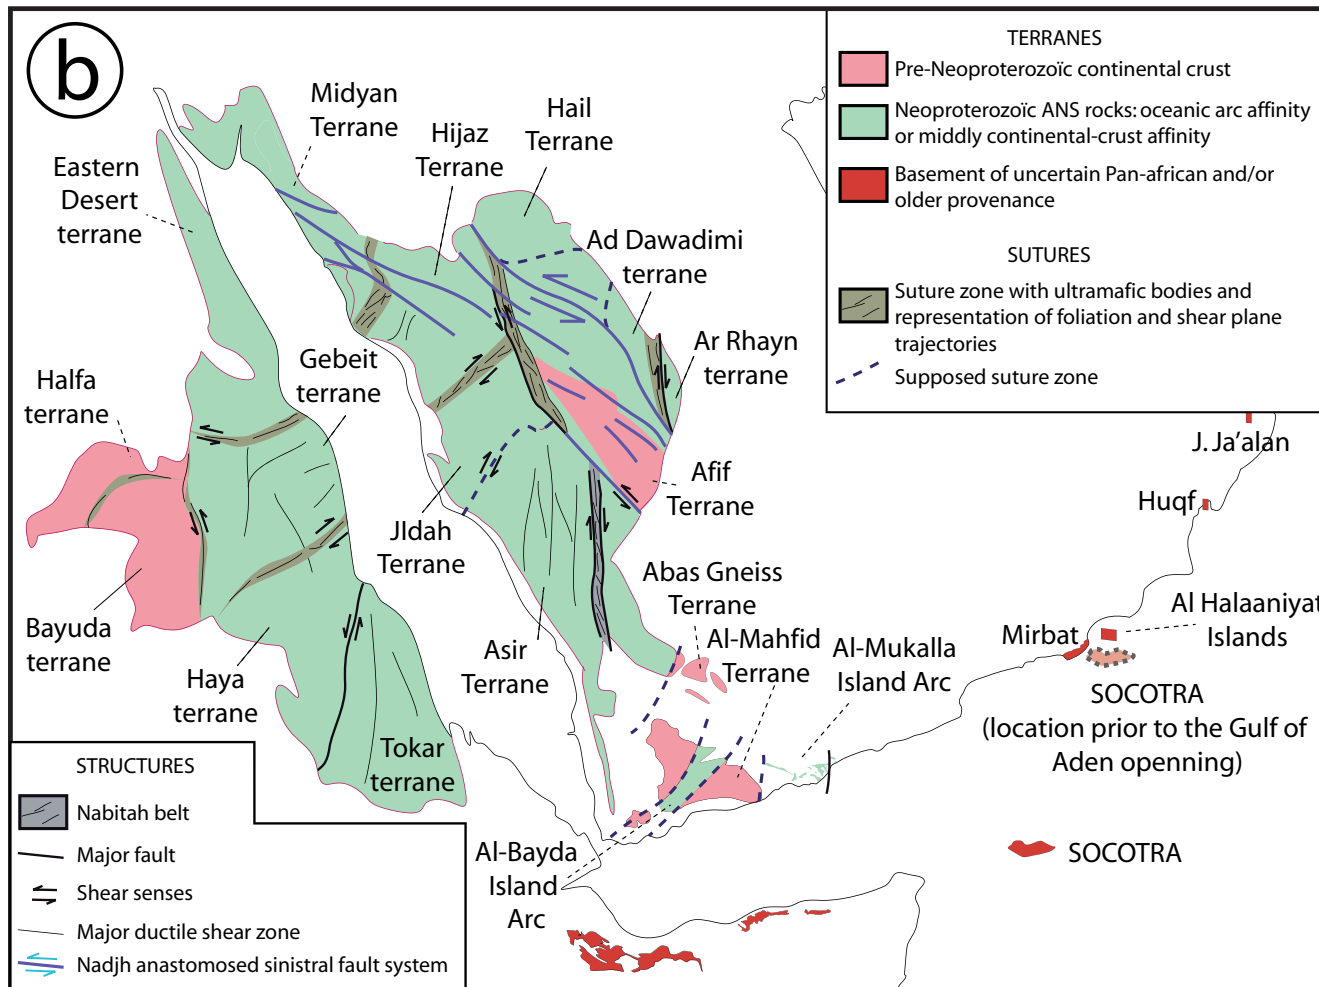 b
Midyan
Terrane
Hijaz
Terrane
Hail
Terrane
Eastern
Desert
terrane
Ad Dawadimi
terrane
Ar Rhayn
terrane
Gebeit
terrane
Halfa
terrane
Afif
Terrane
JIdah
Terrane
Abas Gneiss
Terrane
Bayuda
terrane
Haya
terrane
Asir
Terrane
Al-Mahfid
Terrane
Al-Mukalla
Island Arc
Tokar
terrane
Al-Bayda
Island
Arc
J. Ja'alan
Huqf
Al Halaaniyat
Islands
Mirbat
SOCOTRA
(location prior to the Gulf of
Aden openning)
SOCOTRA
TERRANES
Pre-Neoproterozoïc continental crust
Neoproterozoïc ANS rocks: oceanic arc affinity
or middly continental-crust affinity
Basement of uncertain Pan-african and/or
older provenance
SUTURES
Suture zone with ultramafic bodies and
representation of foliation and shear plane
trajectories
Supposed suture zone
STRUCTURES
Nabitah belt
Major fault
Shear senses
Major ductile shear zone
Nadjh anastomosed sinistral fault system